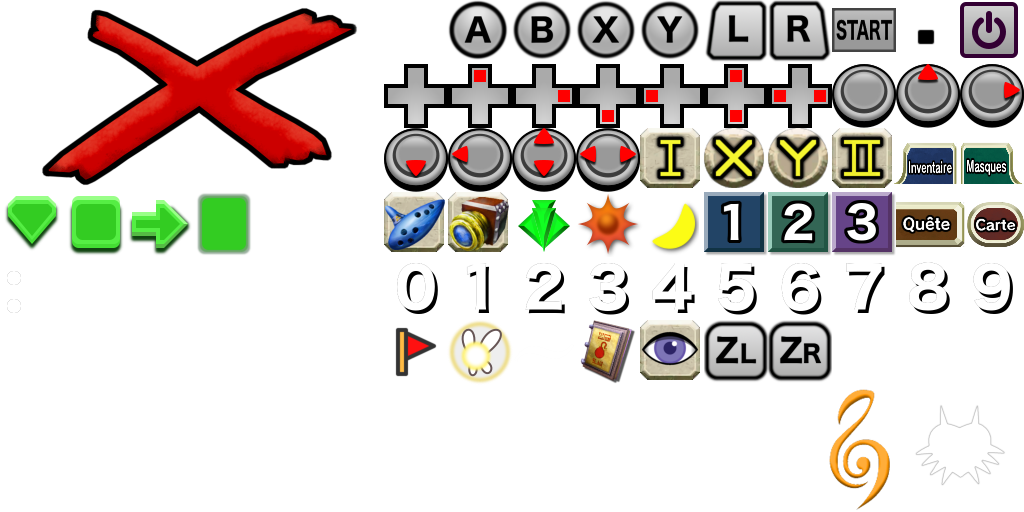 A B X Y L R START
I X Y II Inventaire Masques
1 2 3 Quête Carte
0 1 2 3 4 5 6 7 8 9
ZL ZR